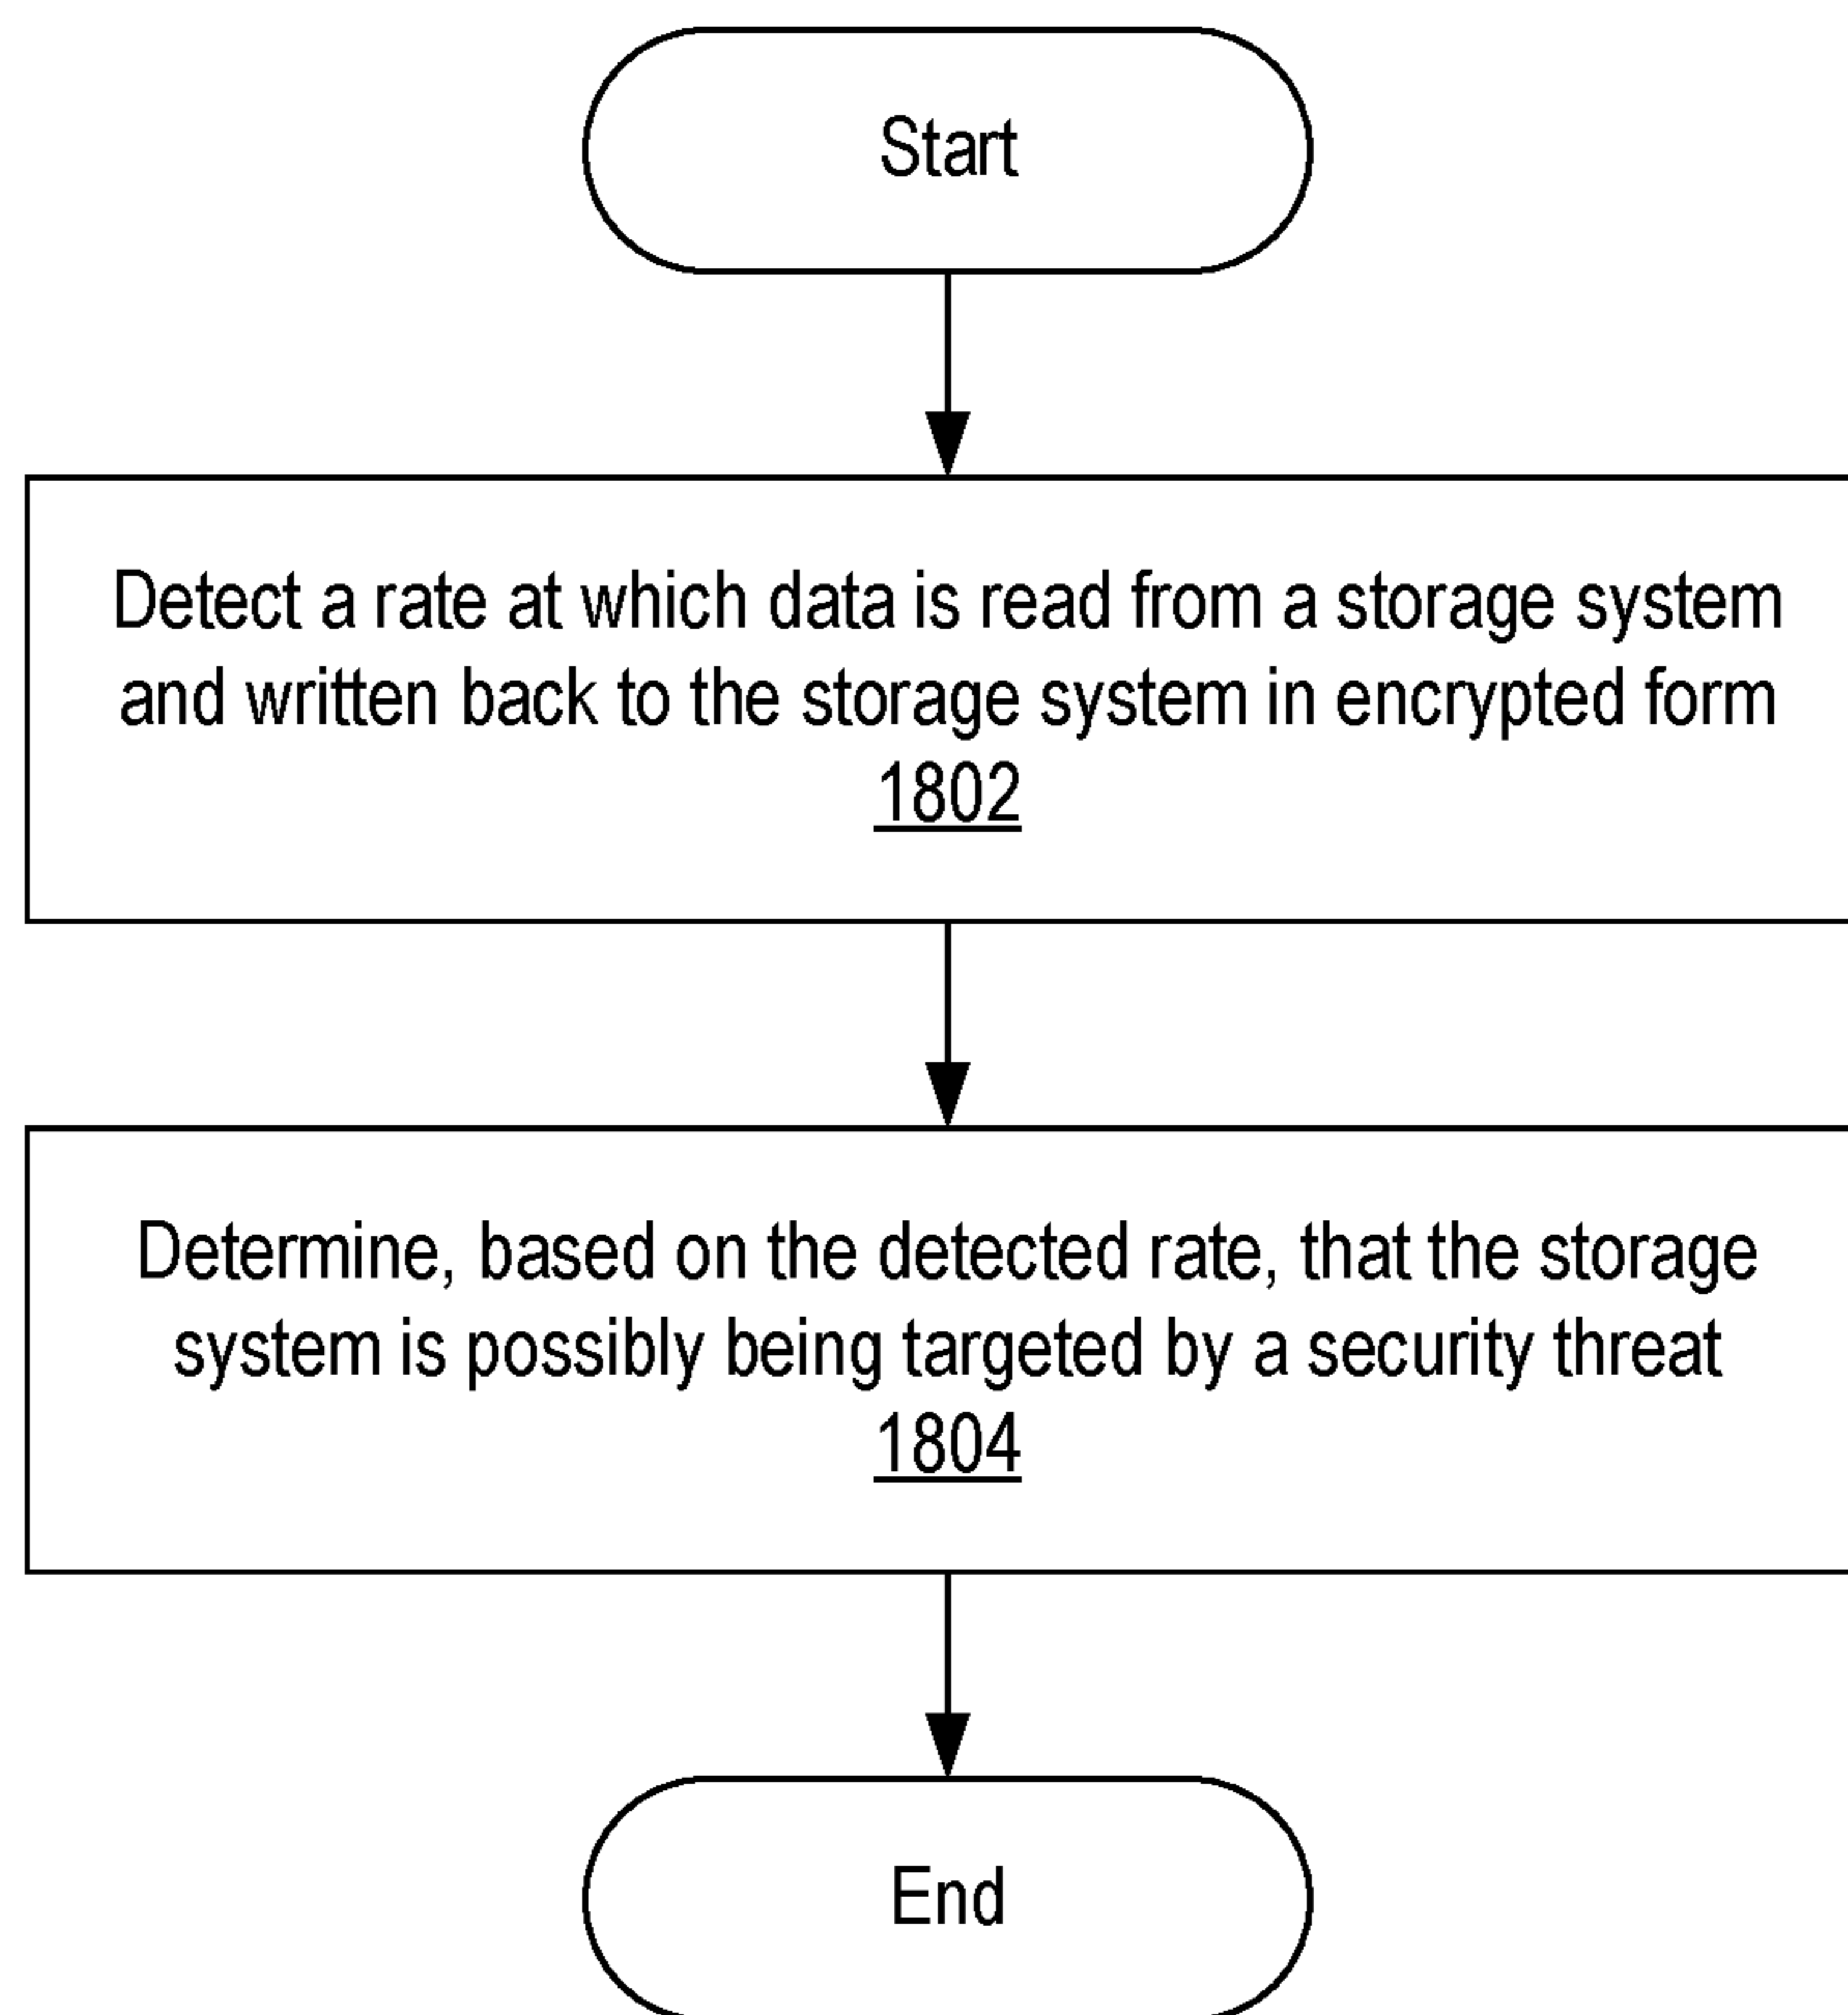 Start
Detect a rate at which data is read from a storage system
and written back to the storage system in encrypted form
1802
Determine, based on the detected rate, that the storage
system is possibly being targeted by a security threat
1804
End